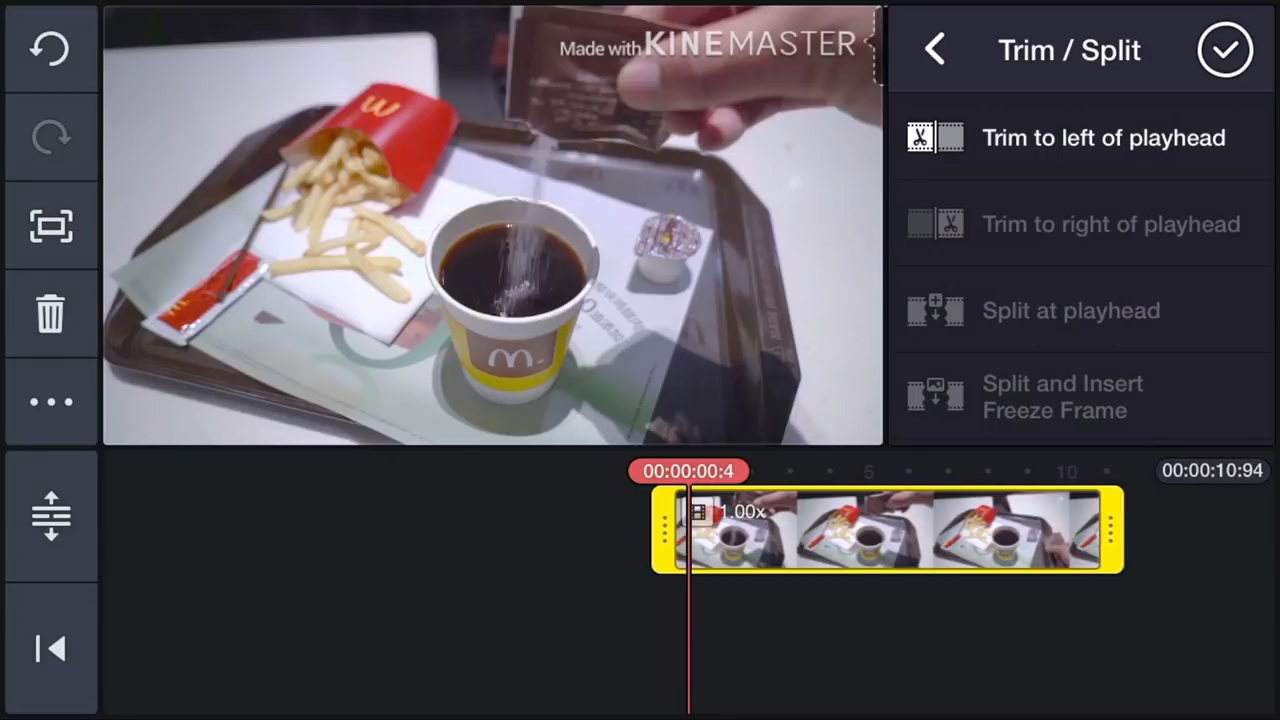 Made with KINEMASTER
Trim / Split
Trim to left of playhead
Trim to right of playhead
Split at playhead
Split and Insert
Freeze Frame
00:00:00:4
5
10
00:00:10:94
1.00x